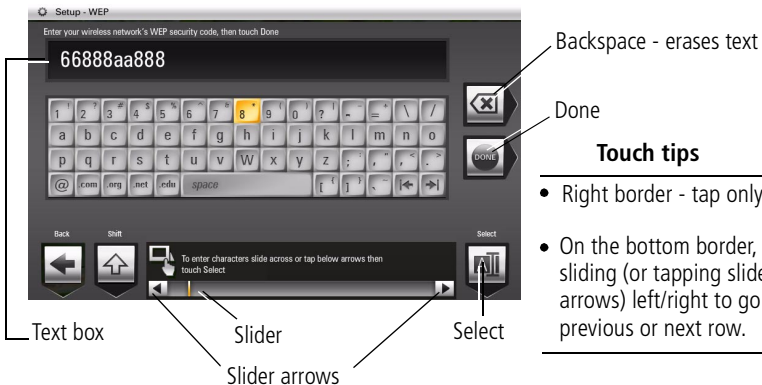 Setup - WEP
Enter your wireless network's WEP security code, then touch Done
66888aa888
Backspace - erases text
1 ! 2 ? 3 # 4 $ 5 % 6 ^ 7 & 8 * 9 ( 0 ) ? ! - _ = + \ /
a b c d e f g h i j k l m n o
p q r s t u v W x y z ; : ' " , < . >
@ .com .org .net .edu space [ { ] } ` ~
Done
DONE
Touch tips
• Right border - tap only
• On the bottom border,
sliding (or tapping slide
arrows) left/right to go
previous or next row.
Back
Shift
Select
To enter characters slide across or tap below arrows then
touch Select
A
Text box
Slider
Select
Slider arrows